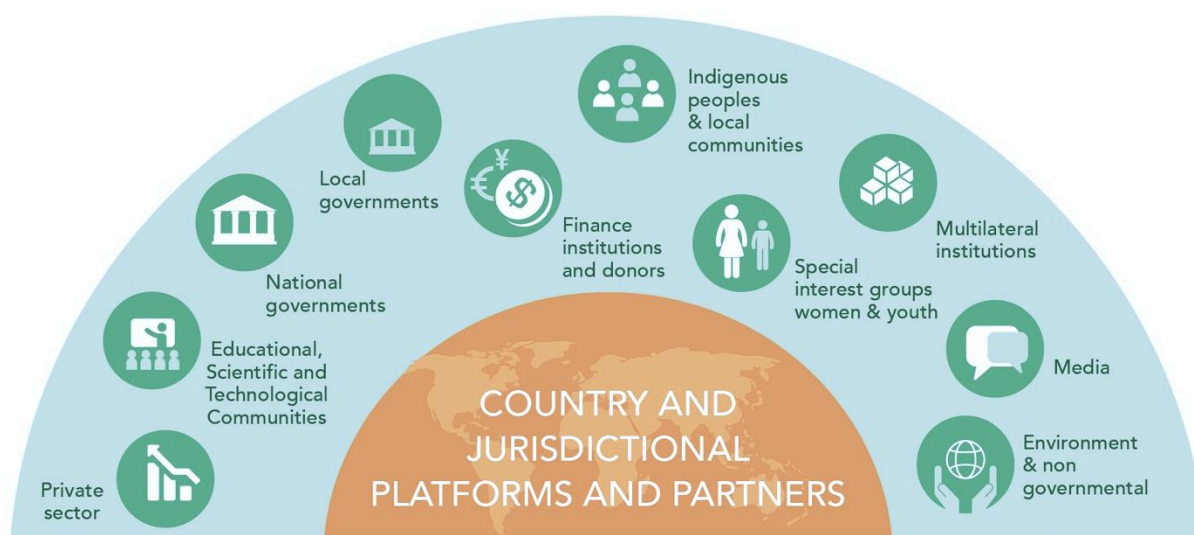 Indigenous
peoples
& local
communities
Local
governments
Finance
institutions
and donors
Multilateral
institutions
National
governments
Special
interest groups
women & youth
Educational,
Scientific and
Technological
Communities
Media
Private
sector
Environment
& non
governmental
COUNTRY AND
JURISDICTIONAL
PLATFORMS AND PARTNERS
€
¥
$